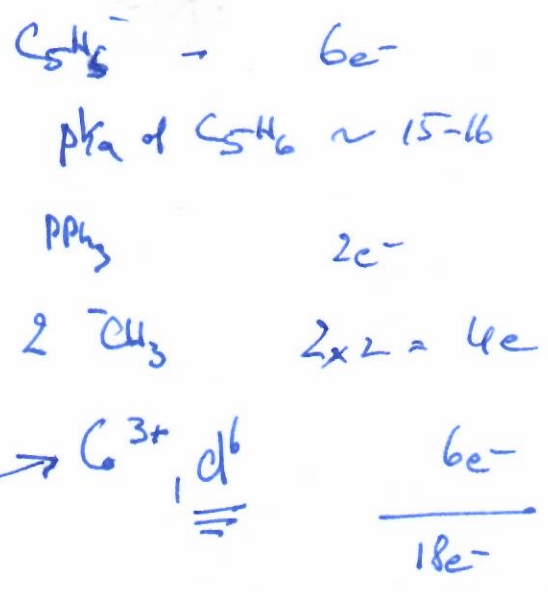 C₅H₅⁻ - 6e⁻
pKa of C₅H₆ ~ 15-16
PPh₃ 2e⁻
2 ⁻CH₃ 2×2 = 4e
→ Co³⁺, d⁶ 6e⁻
18e⁻